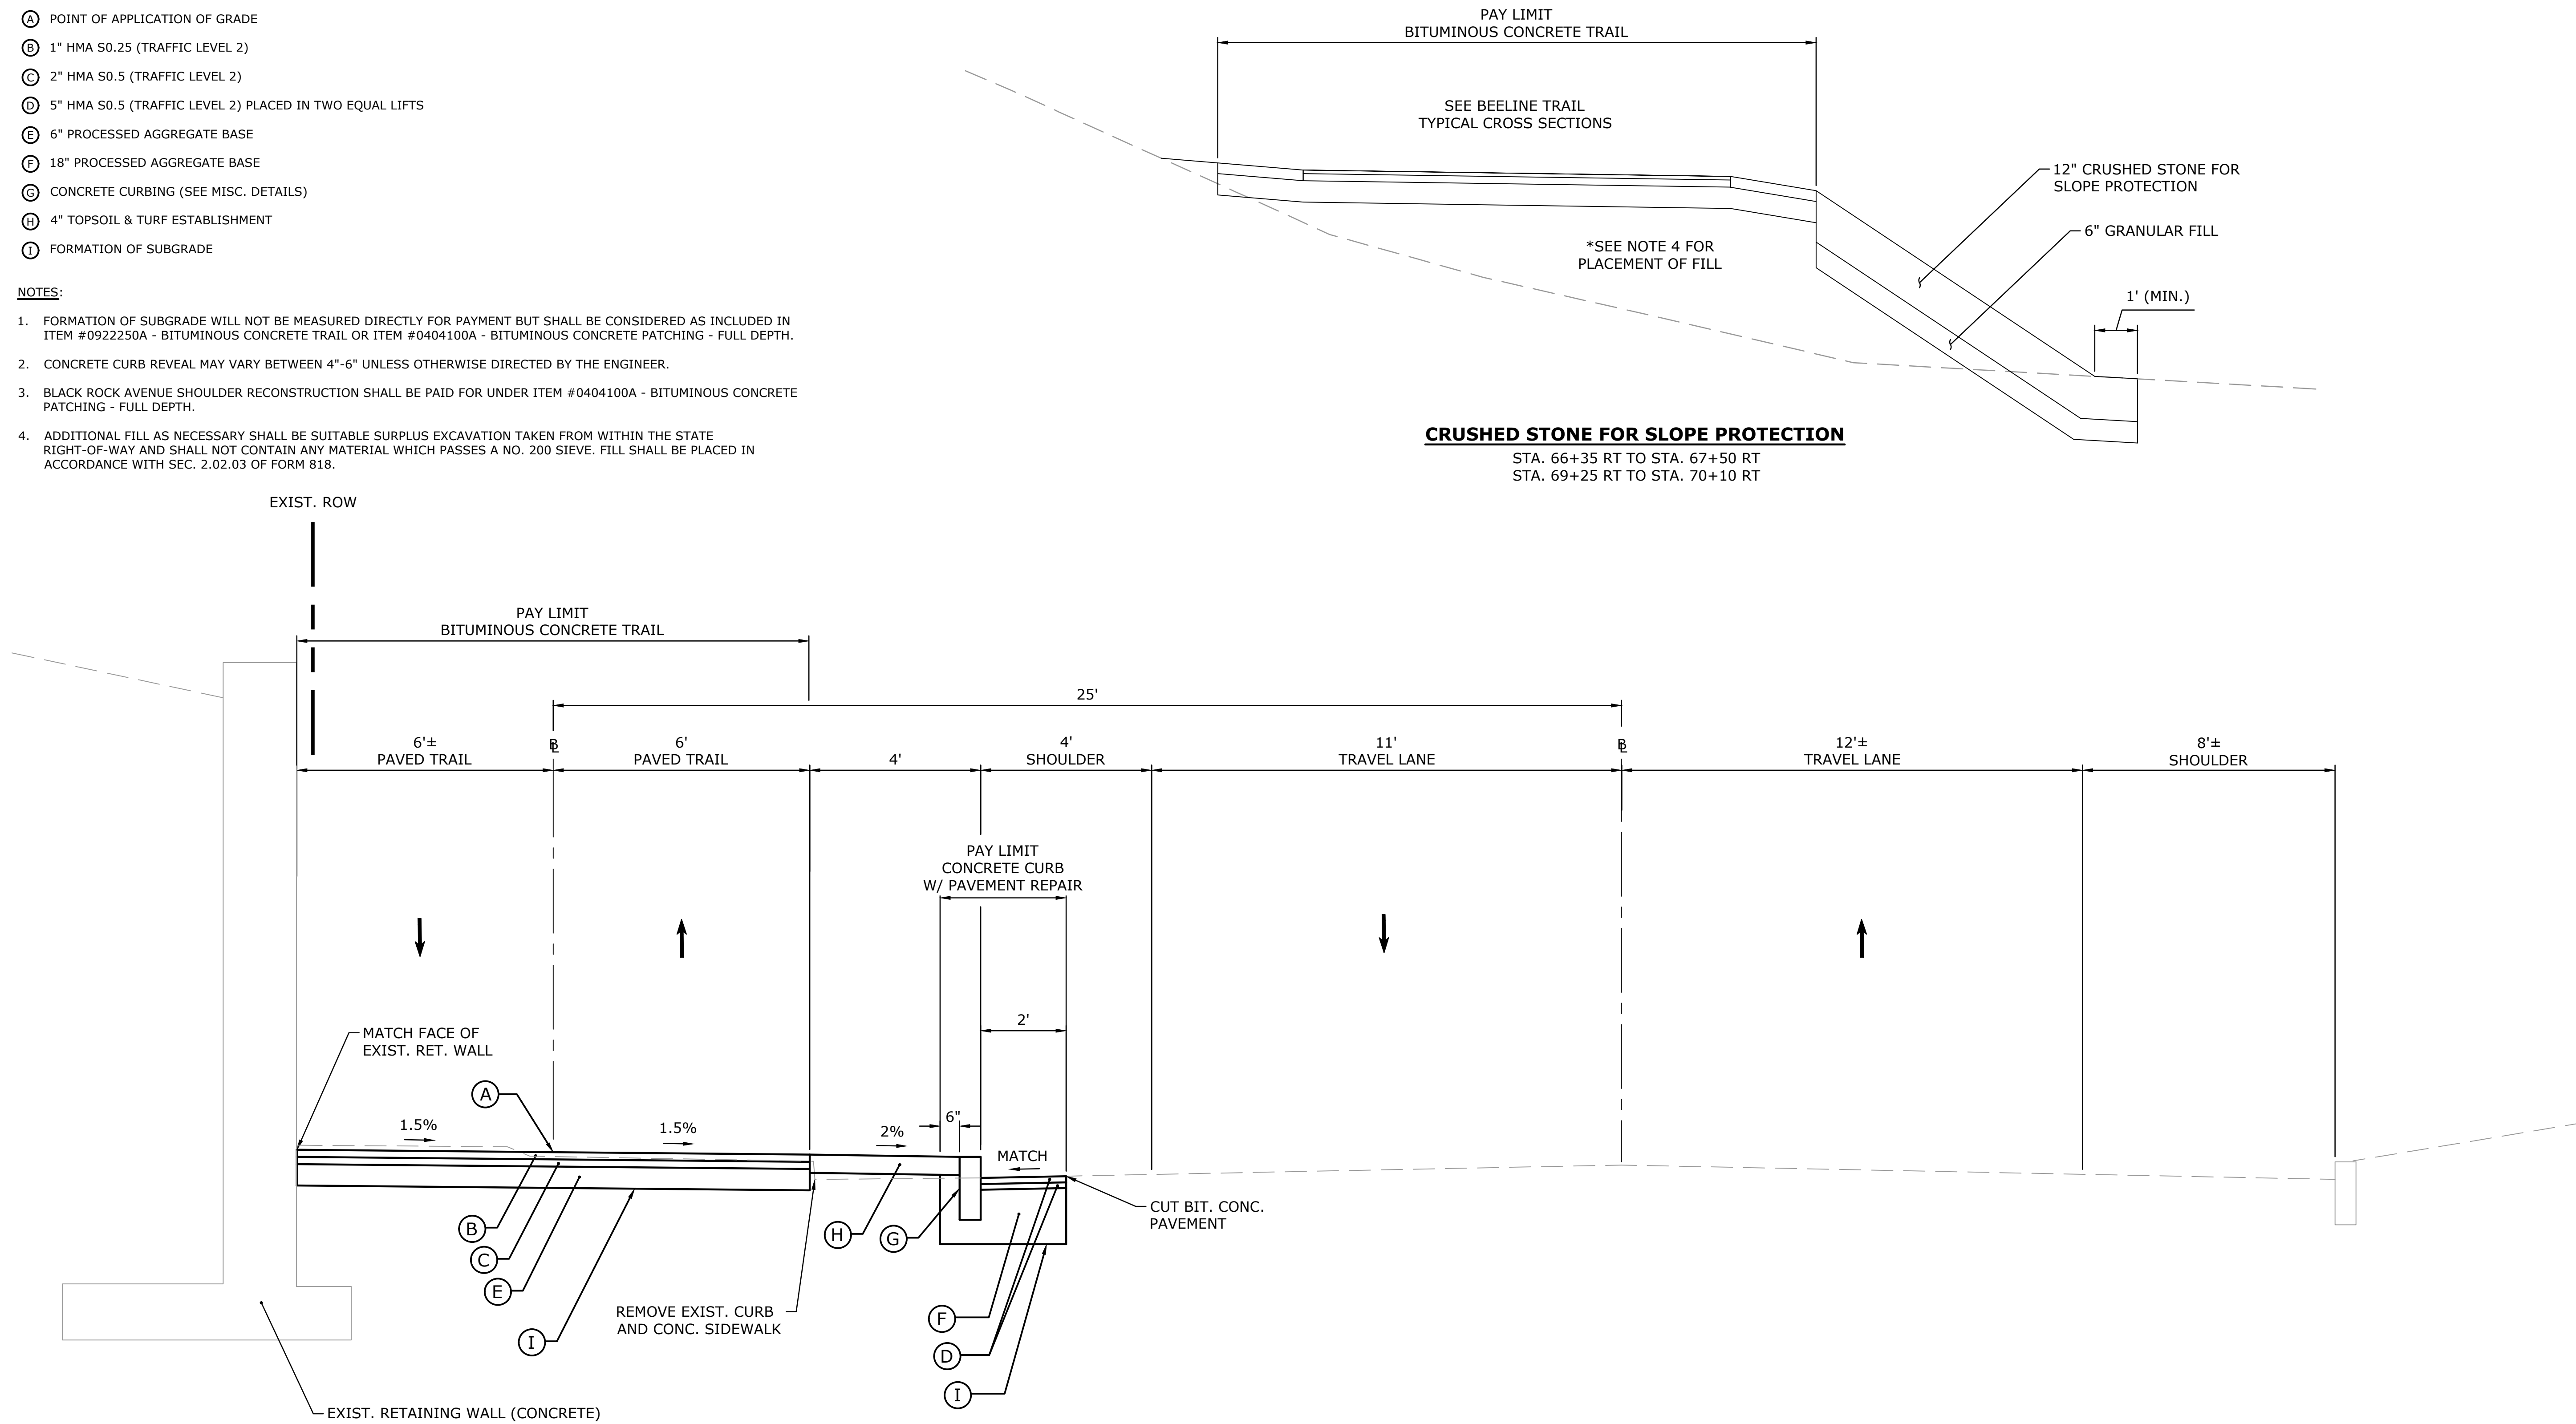 A POINT OF APPLICATION OF GRADE
B 1" HMA S0.25 (TRAFFIC LEVEL 2)
C 2" HMA S0.5 (TRAFFIC LEVEL 2)
D 5" HMA S0.5 (TRAFFIC LEVEL 2) PLACED IN TWO EQUAL LIFTS
E 6" PROCESSED AGGREGATE BASE
F 18" PROCESSED AGGREGATE BASE
G CONCRETE CURBING (SEE MISC. DETAILS)
H 4" TOPSOIL & TURF ESTABLISHMENT
I FORMATION OF SUBGRADE
NOTES:
1. FORMATION OF SUBGRADE WILL NOT BE MEASURED DIRECTLY FOR PAYMENT BUT SHALL BE CONSIDERED AS INCLUDED IN
ITEM #0922250A - BITUMINOUS CONCRETE TRAIL OR ITEM #0404100A - BITUMINOUS CONCRETE PATCHING - FULL DEPTH.
2. CONCRETE CURB REVEAL MAY VARY BETWEEN 4"-6" UNLESS OTHERWISE DIRECTED BY THE ENGINEER.
3. BLACK ROCK AVENUE SHOULDER RECONSTRUCTION SHALL BE PAID FOR UNDER ITEM #0404100A - BITUMINOUS CONCRETE
PATCHING - FULL DEPTH.
4. ADDITIONAL FILL AS NECESSARY SHALL BE SUITABLE SURPLUS EXCAVATION TAKEN FROM WITHIN THE STATE
RIGHT-OF-WAY AND SHALL NOT CONTAIN ANY MATERIAL WHICH PASSES A NO. 200 SIEVE. FILL SHALL BE PLACED IN
ACCORDANCE WITH SEC. 2.02.03 OF FORM 818.
PAY LIMIT
BITUMINOUS CONCRETE TRAIL
SEE BEELINE TRAIL
TYPICAL CROSS SECTIONS
12" CRUSHED STONE FOR
SLOPE PROTECTION
6" GRANULAR FILL
*SEE NOTE 4 FOR
PLACEMENT OF FILL
1' (MIN.)
CRUSHED STONE FOR SLOPE PROTECTION
STA. 66+35 RT TO STA. 67+50 RT
STA. 69+25 RT TO STA. 70+10 RT
EXIST. ROW
PAY LIMIT
BITUMINOUS CONCRETE TRAIL
25'
6'±
PAVED TRAIL
BL
6'
PAVED TRAIL
4'
4'
SHOULDER
11'
TRAVEL LANE
BL
12'±
TRAVEL LANE
8'±
SHOULDER
PAY LIMIT
CONCRETE CURB
W/ PAVEMENT REPAIR
2'
MATCH FACE OF
EXIST. RET. WALL
A
1.5%
1.5%
2%
6"
MATCH
CUT BIT. CONC.
PAVEMENT
B
C
E
I
H
G
REMOVE EXIST. CURB
AND CONC. SIDEWALK
F
D
I
EXIST. RETAINING WALL (CONCRETE)